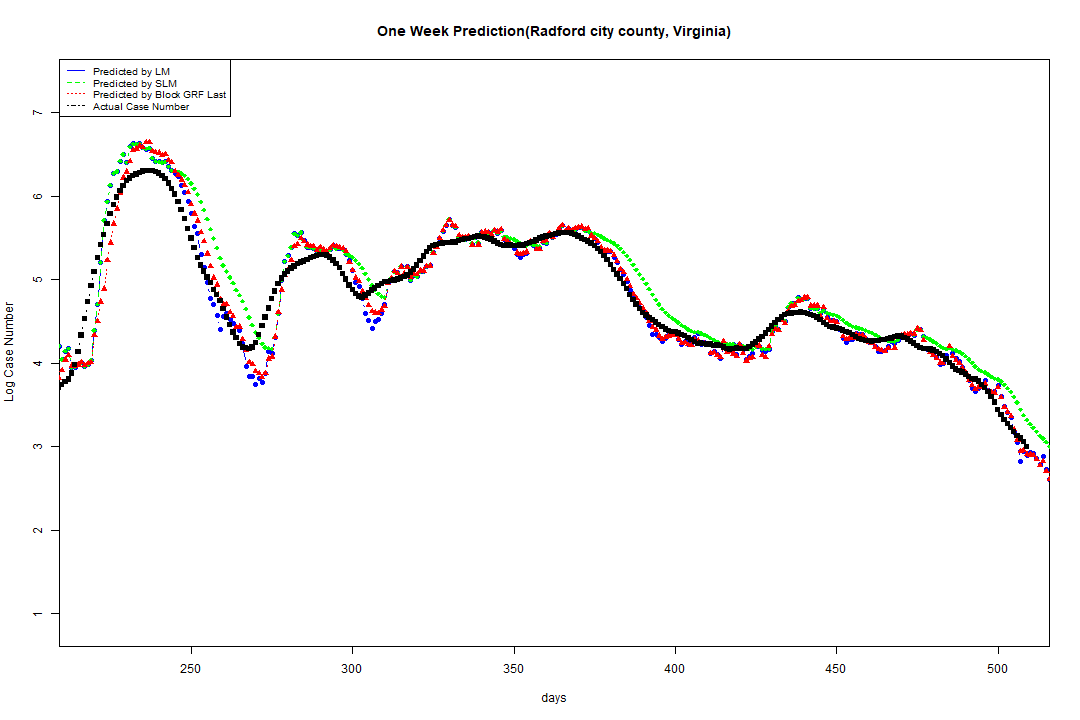 One Week Prediction(Radford city county, Virginia)
Predicted by LM
Predicted by SLM
Predicted by Block GRF Last
Actual Case Number
7
6
5
4
3
2
1
Log Case Number
250 300 350 400 450 500
days